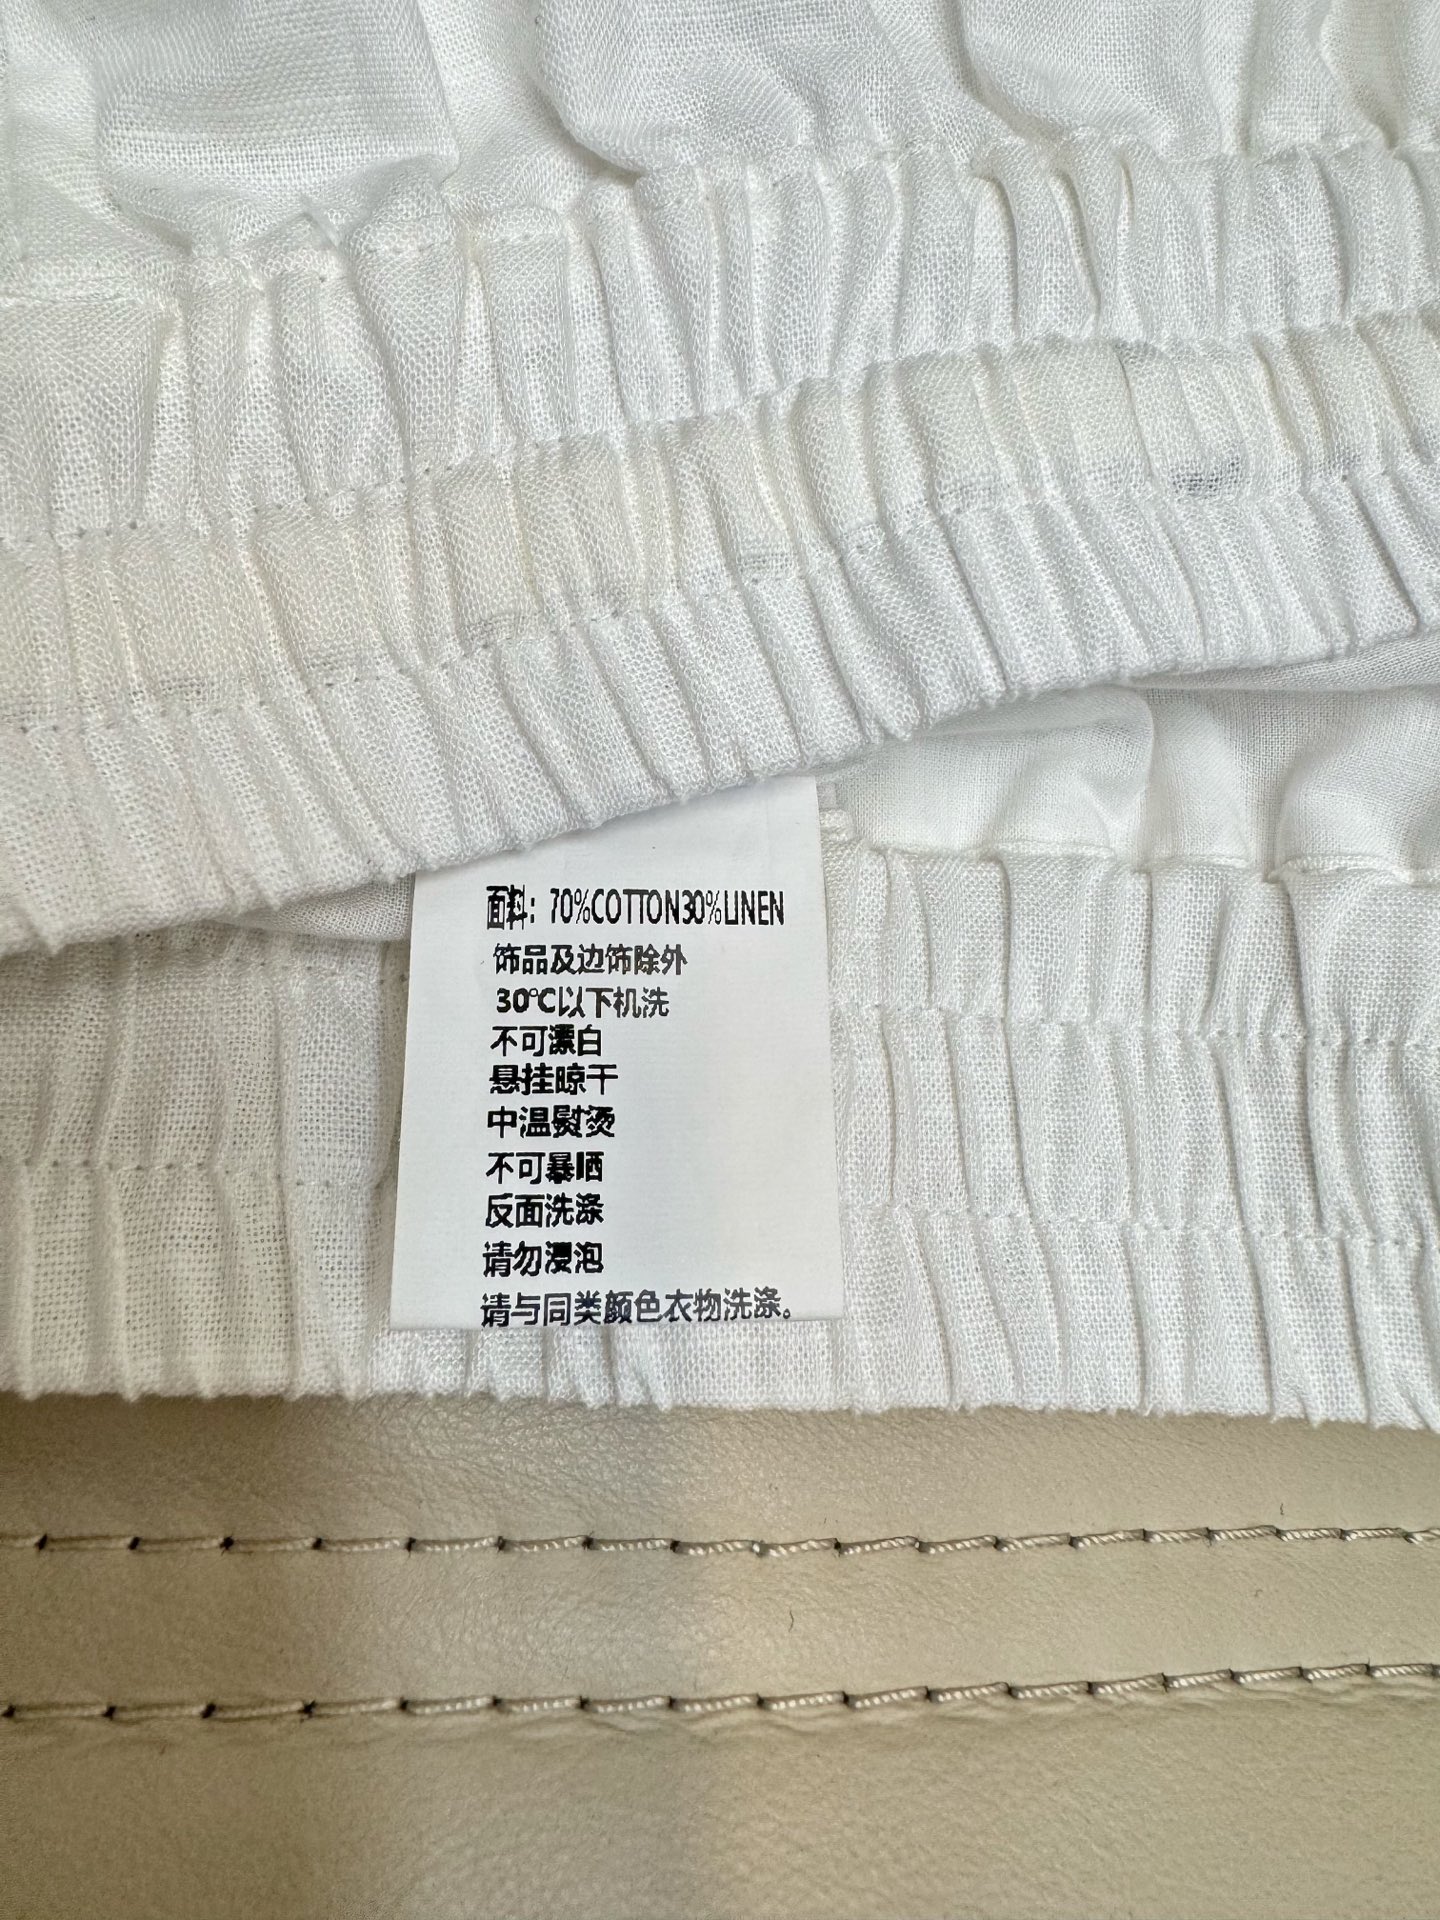 面料：70%COTTON30%LINEN
饰品及边饰除外
30℃以下机洗
不可漂白
悬挂晾干
中温熨烫
不可暴晒
反面洗涤
请勿浸泡
请与同类颜色衣物洗涤。